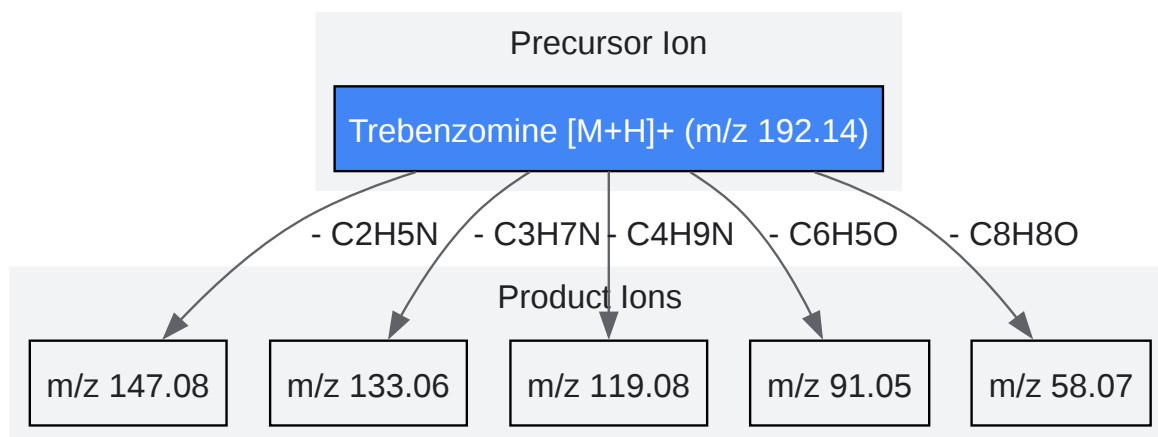 Precursor Ion
Trebenzomine [M+H]+ (m/z 192.14)
- C2H5N
- C3H7N
- C4H9N
- C6H5O
- C8H8O
Product Ions
m/z 147.08
m/z 133.06
m/z 119.08
m/z 91.05
m/z 58.07